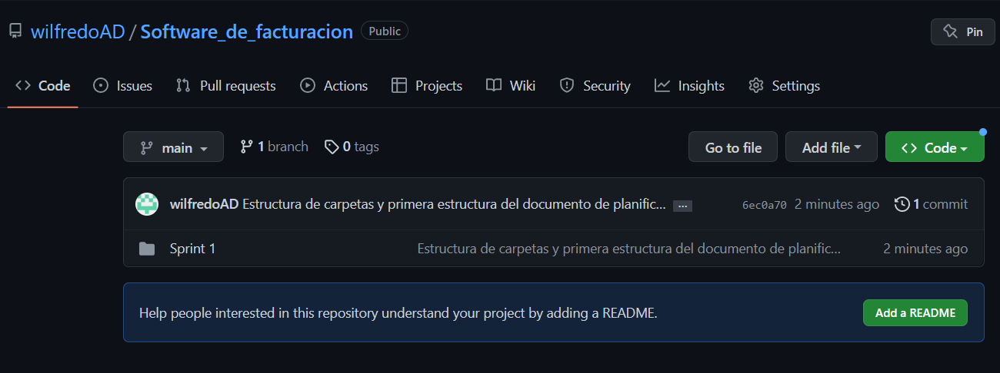 wilfredoAD / Software_de_facturacion Public Pin
Code Issues Pull requests Actions Projects Wiki Security Insights Settings
main 1 branch 0 tags Go to file Add file Code
wilfredoAD Estructura de carpetas y primera estructura del documento de planific... ... 6ec0a70 2 minutes ago 1 commit
Sprint 1 Estructura de carpetas y primera estructura del documento de planific... 2 minutes ago
Help people interested in this repository understand your project by adding a README. Add a README